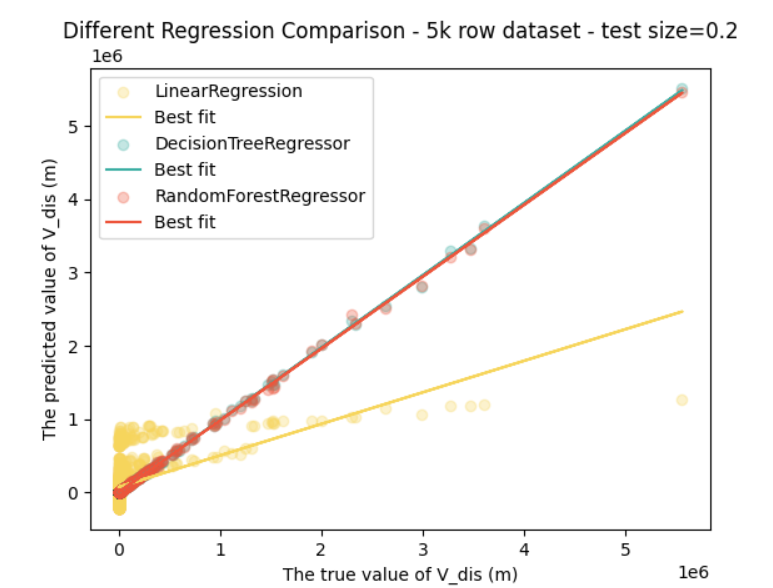 Different Regression Comparison - 5k row dataset - test size=0.2
1e6
LinearRegression
Best fit
DecisionTreeRegressor
Best fit
RandomForestRegressor
Best fit
5
4
3
2
1
0
The predicted value of V_dis (m)
0 1 2 3 4 5
1e6
The true value of V_dis (m)